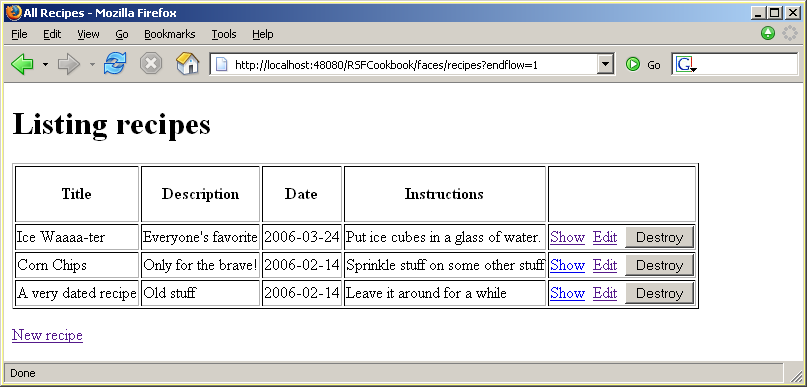 All Recipes - Mozilla Firefox
File Edit View Go Bookmarks Tools Help
http://localhost:48080/RSFCookbook/faces/recipes?endflow=1 Go G
Listing recipes
Title Description Date Instructions
Ice Waaaa-ter Everyone's favorite 2006-03-24 Put ice cubes in a glass of water. Show Edit Destroy
Corn Chips Only for the brave! 2006-02-14 Sprinkle stuff on some other stuff Show Edit Destroy
A very dated recipe Old stuff 2006-02-14 Leave it around for a while Show Edit Destroy
New recipe
Done